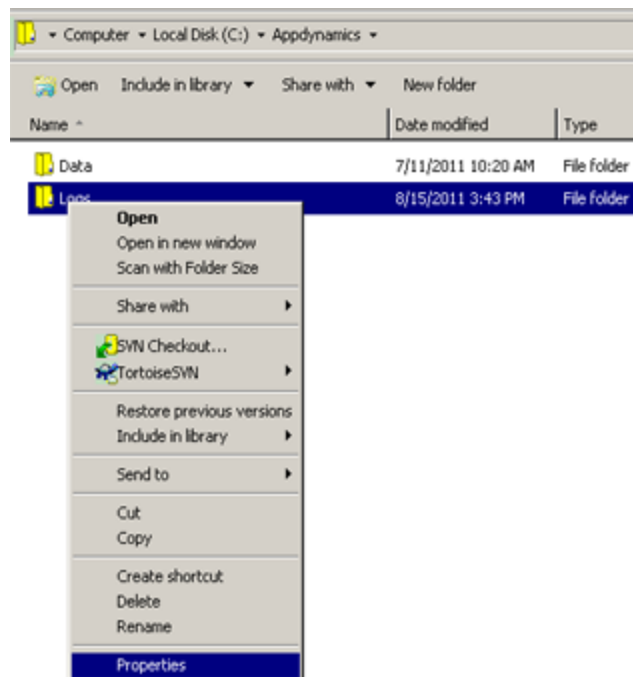 Computer Local Disk (C:) Appdynamics
Open Include in library Share with New folder
Name Date modified Type
Data 7/11/2011 10:20 AM File folder
Logs 8/15/2011 3:43 PM File folder
Open
Open in new window
Scan with Folder Size
Share with
SVN Checkout...
TortoiseSVN
Restore previous versions
Include in library
Send to
Cut
Copy
Create shortcut
Delete
Rename
Properties